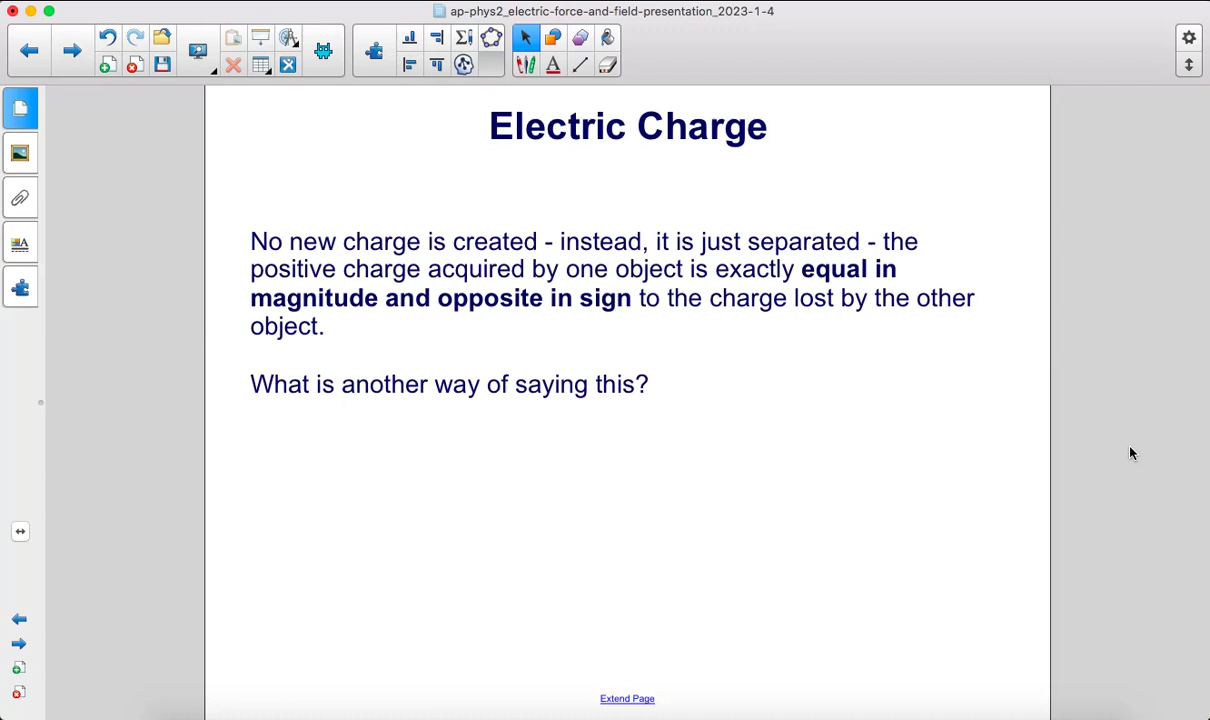 ap-phys2_electric-force-and-field-presentation_2023-1-4
Electric Charge
No new charge is created - instead, it is just separated - the
positive charge acquired by one object is exactly equal in
magnitude and opposite in sign to the charge lost by the other
object.
What is another way of saying this?
Extend Page